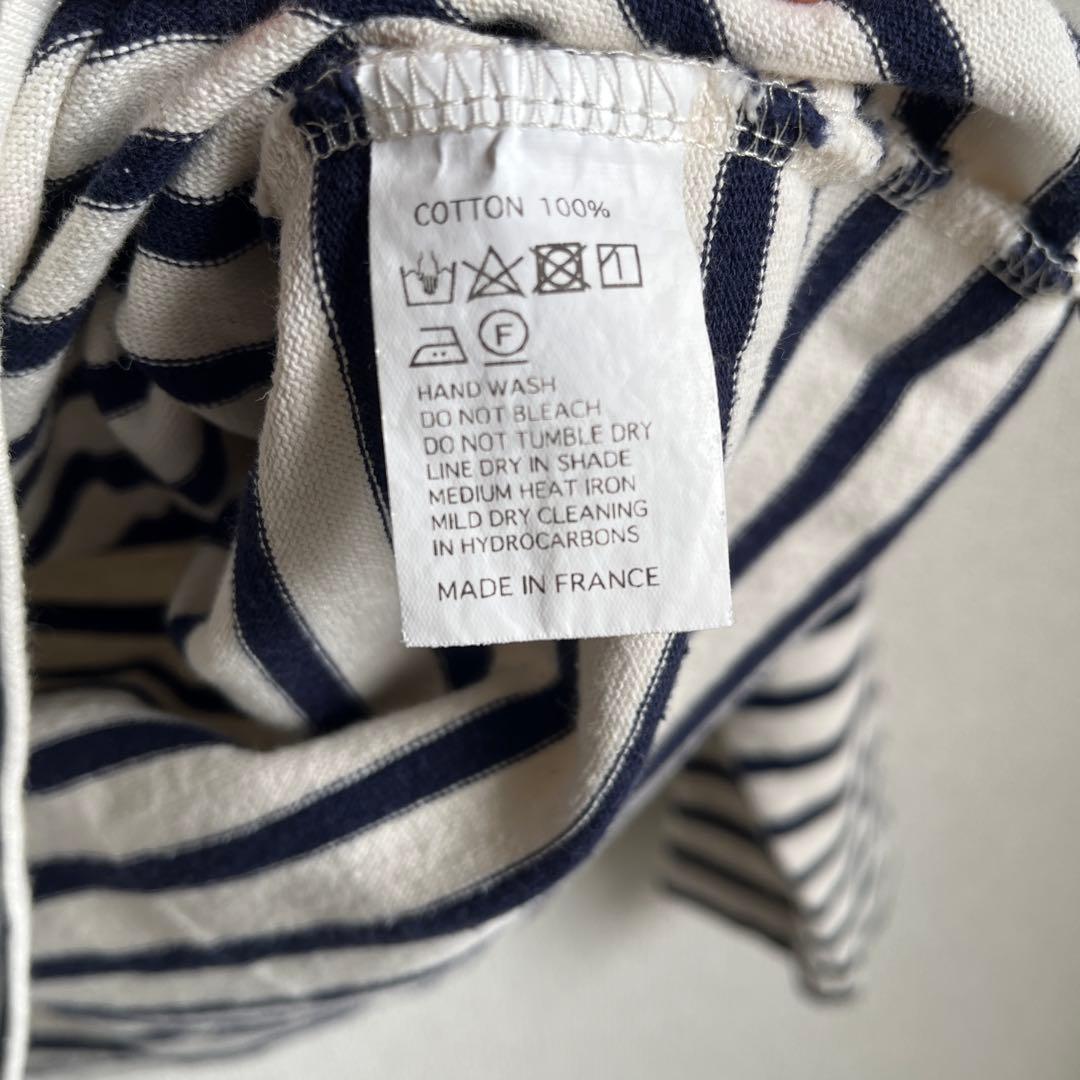 COTTON 100%
F
HAND WASH
DO NOT BLEACH
DO NOT TUMBLE DRY
LINE DRY IN SHADE
MEDIUM HEAT IRON
MILD DRY CLEANING
IN HYDROCARBONS
MADE IN FRANCE